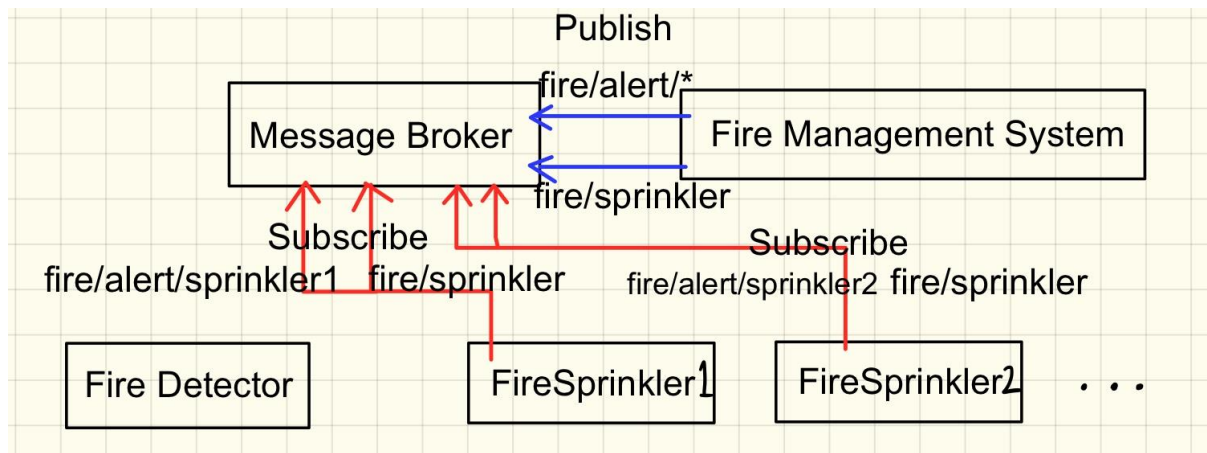 Publish
fire/alert/*
Message Broker
Fire Management System
fire/sprinkler
Subscribe
fire/alert/sprinkler1 fire/sprinkler
Subscribe
fire/alert/sprinkler2 fire/sprinkler
Fire Detector
FireSprinkler1
FireSprinkler2
...